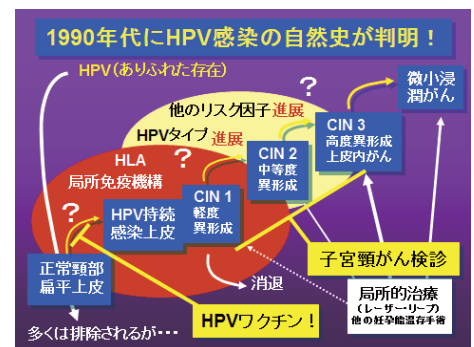 1990年代にHPV感染の自然史が判明！
HPV(ありふれた存在)
?
微小浸
潤がん
他のリスク因子進展
HPVタイプ 進展
CIN 3
高度異形成
上皮内がん
HLA
局所免疫機構
?
CIN 2
中等度
異形成
CIN 1
軽度
異形成
?
HPV持続
感染上皮
子宮頸がん検診
正常頸部
扁平上皮
消退
局所的治療
(レーザー・リープ)
他の妊孕能温存手術
HPVワクチン！
多くは排除されるが・・・